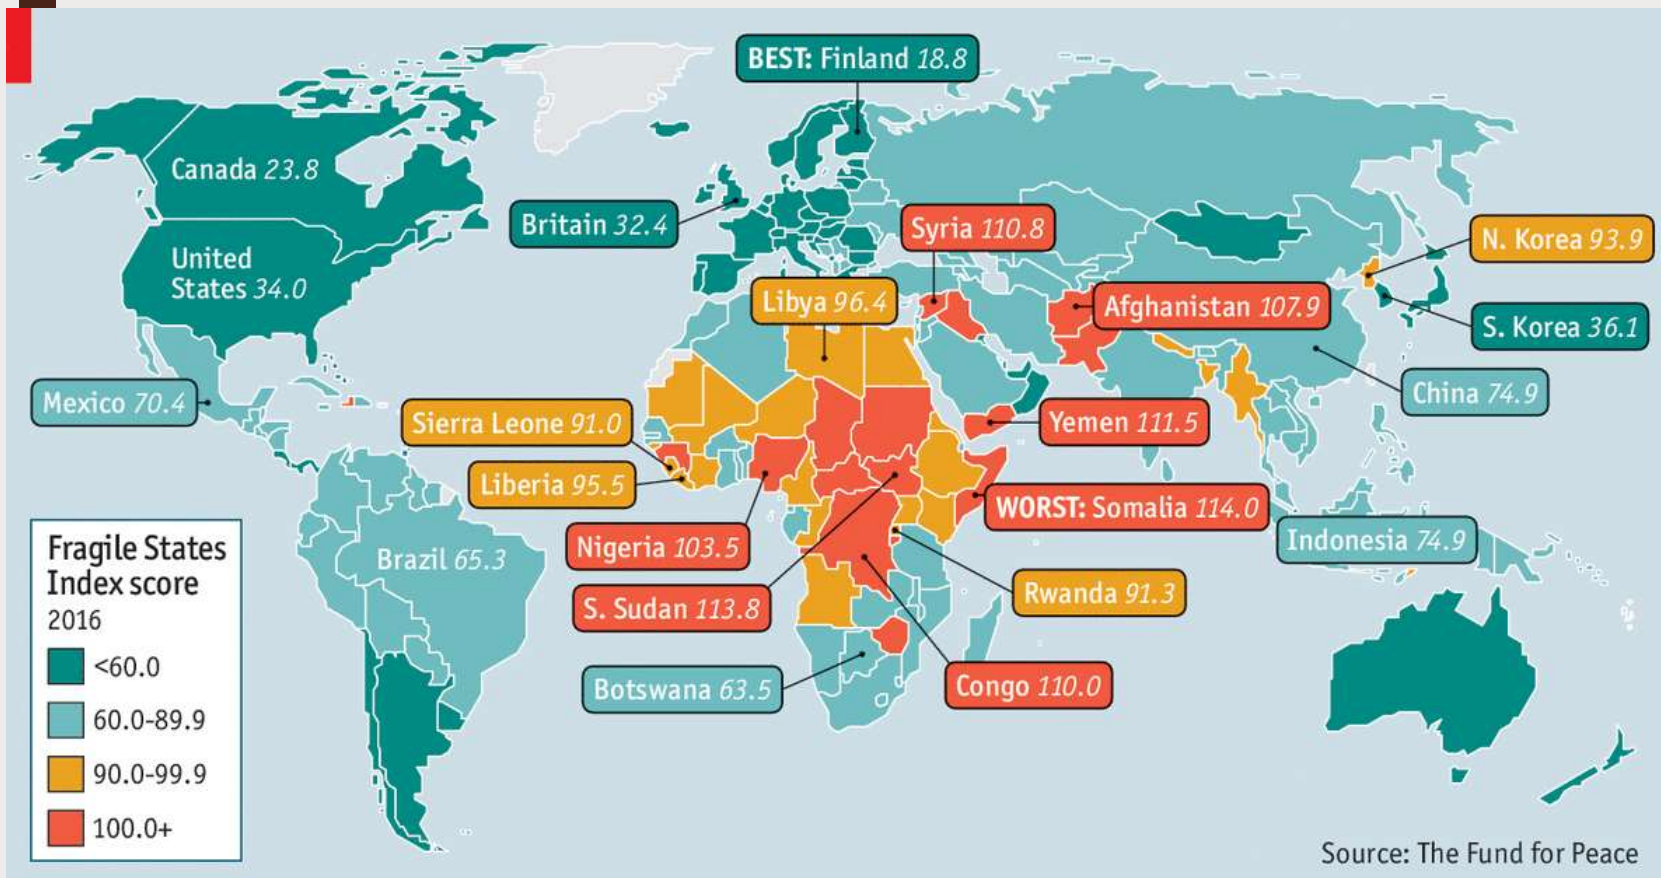 BEST: Finland 18.8
Canada 23.8
Britain 32.4
Syria 110.8
N. Korea 93.9
United
States 34.0
Libya 96.4
Afghanistan 107.9
S. Korea 36.1
Mexico 70.4
China 74.9
Sierra Leone 91.0
Yemen 111.5
Liberia 95.5
WORST: Somalia 114.0
Nigeria 103.5
Indonesia 74.9
Brazil 65.3
S. Sudan 113.8
Rwanda 91.3
Botswana 63.5
Congo 110.0
Fragile States
Index score
2016
<60.0
60.0-89.9
90.0-99.9
100.0+
Source: The Fund for Peace